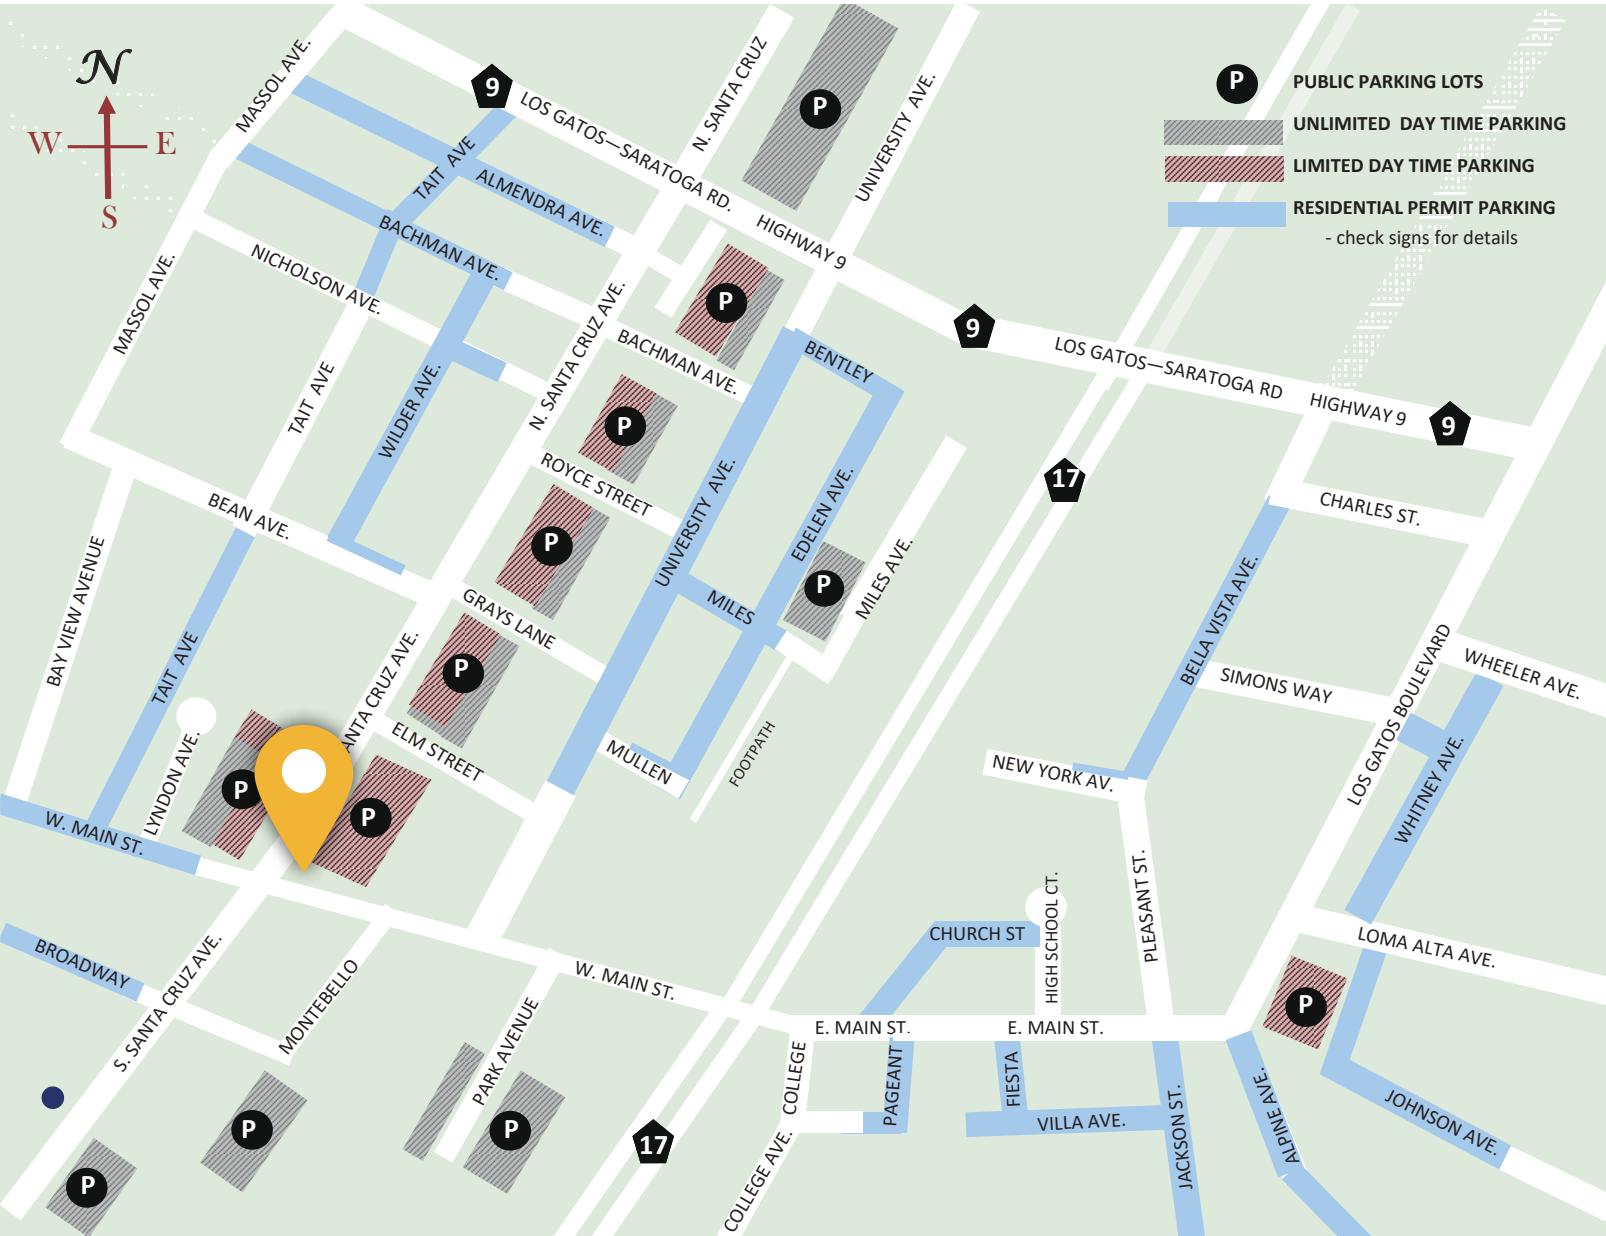 N
W
E
S
P
PUBLIC PARKING LOTS
UNLIMITED DAY TIME PARKING
LIMITED DAY TIME PARKING
RESIDENTIAL PERMIT PARKING
- check signs for details
MASSOL AVE.
9
LOS GATOS—SARATOGA RD.
N. SANTA CRUZ
P
UNIVERSITY AVE.
HIGHWAY 9
TAIT AVE
ALMENDRA AVE.
BACHMAN AVE.
NICHOLSON AVE.
MASSOL AVE.
N. SANTA CRUZ AVE.
P
BACHMAN AVE.
BENTLEY
9
LOS GATOS—SARATOGA RD
HIGHWAY 9
9
TAIT AVE
WILDER AVE.
P
ROYCE STREET
UNIVERSITY AVE.
EDELEN AVE.
17
CHARLES ST.
BEAN AVE.
P
MILES
P
MILES AVE.
BAY VIEW AVENUE
GRAYS LANE
BELLA VISTA AVE.
SIMONS WAY
WHEELER AVE.
TAIT AVE
P
ANTA CRUZ AVE.
ELM STREET
MULLEN
FOOTPATH
NEW YORK AV.
LOS GATOS BOULEVARD
WHITNEY AVE.
LYNDON AVE.
P
P
W. MAIN ST.
BROADWAY
S. SANTA CRUZ AVE.
MONTEBELLO
W. MAIN ST.
CHURCH ST
HIGH SCHOOL CT.
PLEASANT ST.
LOMA ALTA AVE.
P
E. MAIN ST.
E. MAIN ST.
PARK AVENUE
COLLEGE
PAGEANT
FIESTA
VILLA AVE.
JACKSON ST.
ALPINE AVE.
JOHNSON AVE.
P
P
17
COLLEGE AVE.
P